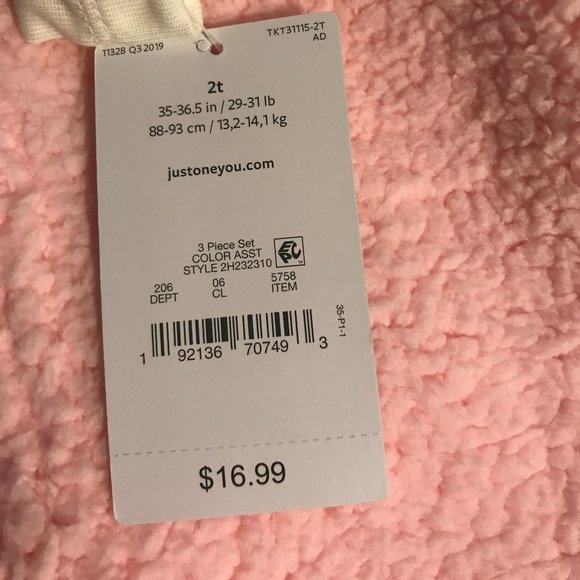 11328 Q3 2019
TKT31115-2T
AD
2t
35-36.5 in / 29-31 lb
88-93 cm / 13,2-14,1 kg
justoneyou.com
3 Piece Set
COLOR ASST
STYLE 2H232310
EPC
206 06 5758
DEPT CL ITEM
1 92136 70749 3
35-P1-1
$16.99